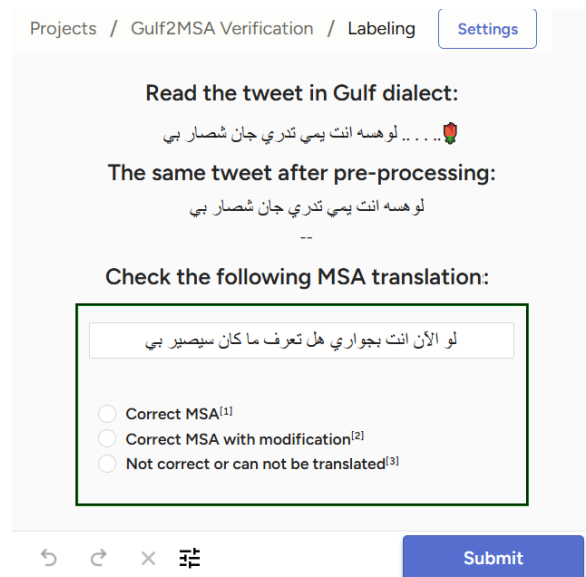 Projects / Gulf2MSA Verification / Labeling Settings
Read the tweet in Gulf dialect:
🌹.. . . .. لوهسه انت يمي تدري جان شصار بي
The same tweet after pre-processing:
لوهسه انت يمي تدري جان شصار بي
--
Check the following MSA translation:
لو الآن انت بجواري هل تعرف ما كان سيصير بي
Correct MSA[1]
Correct MSA with modification[2]
Not correct or can not be translated[3]
Submit